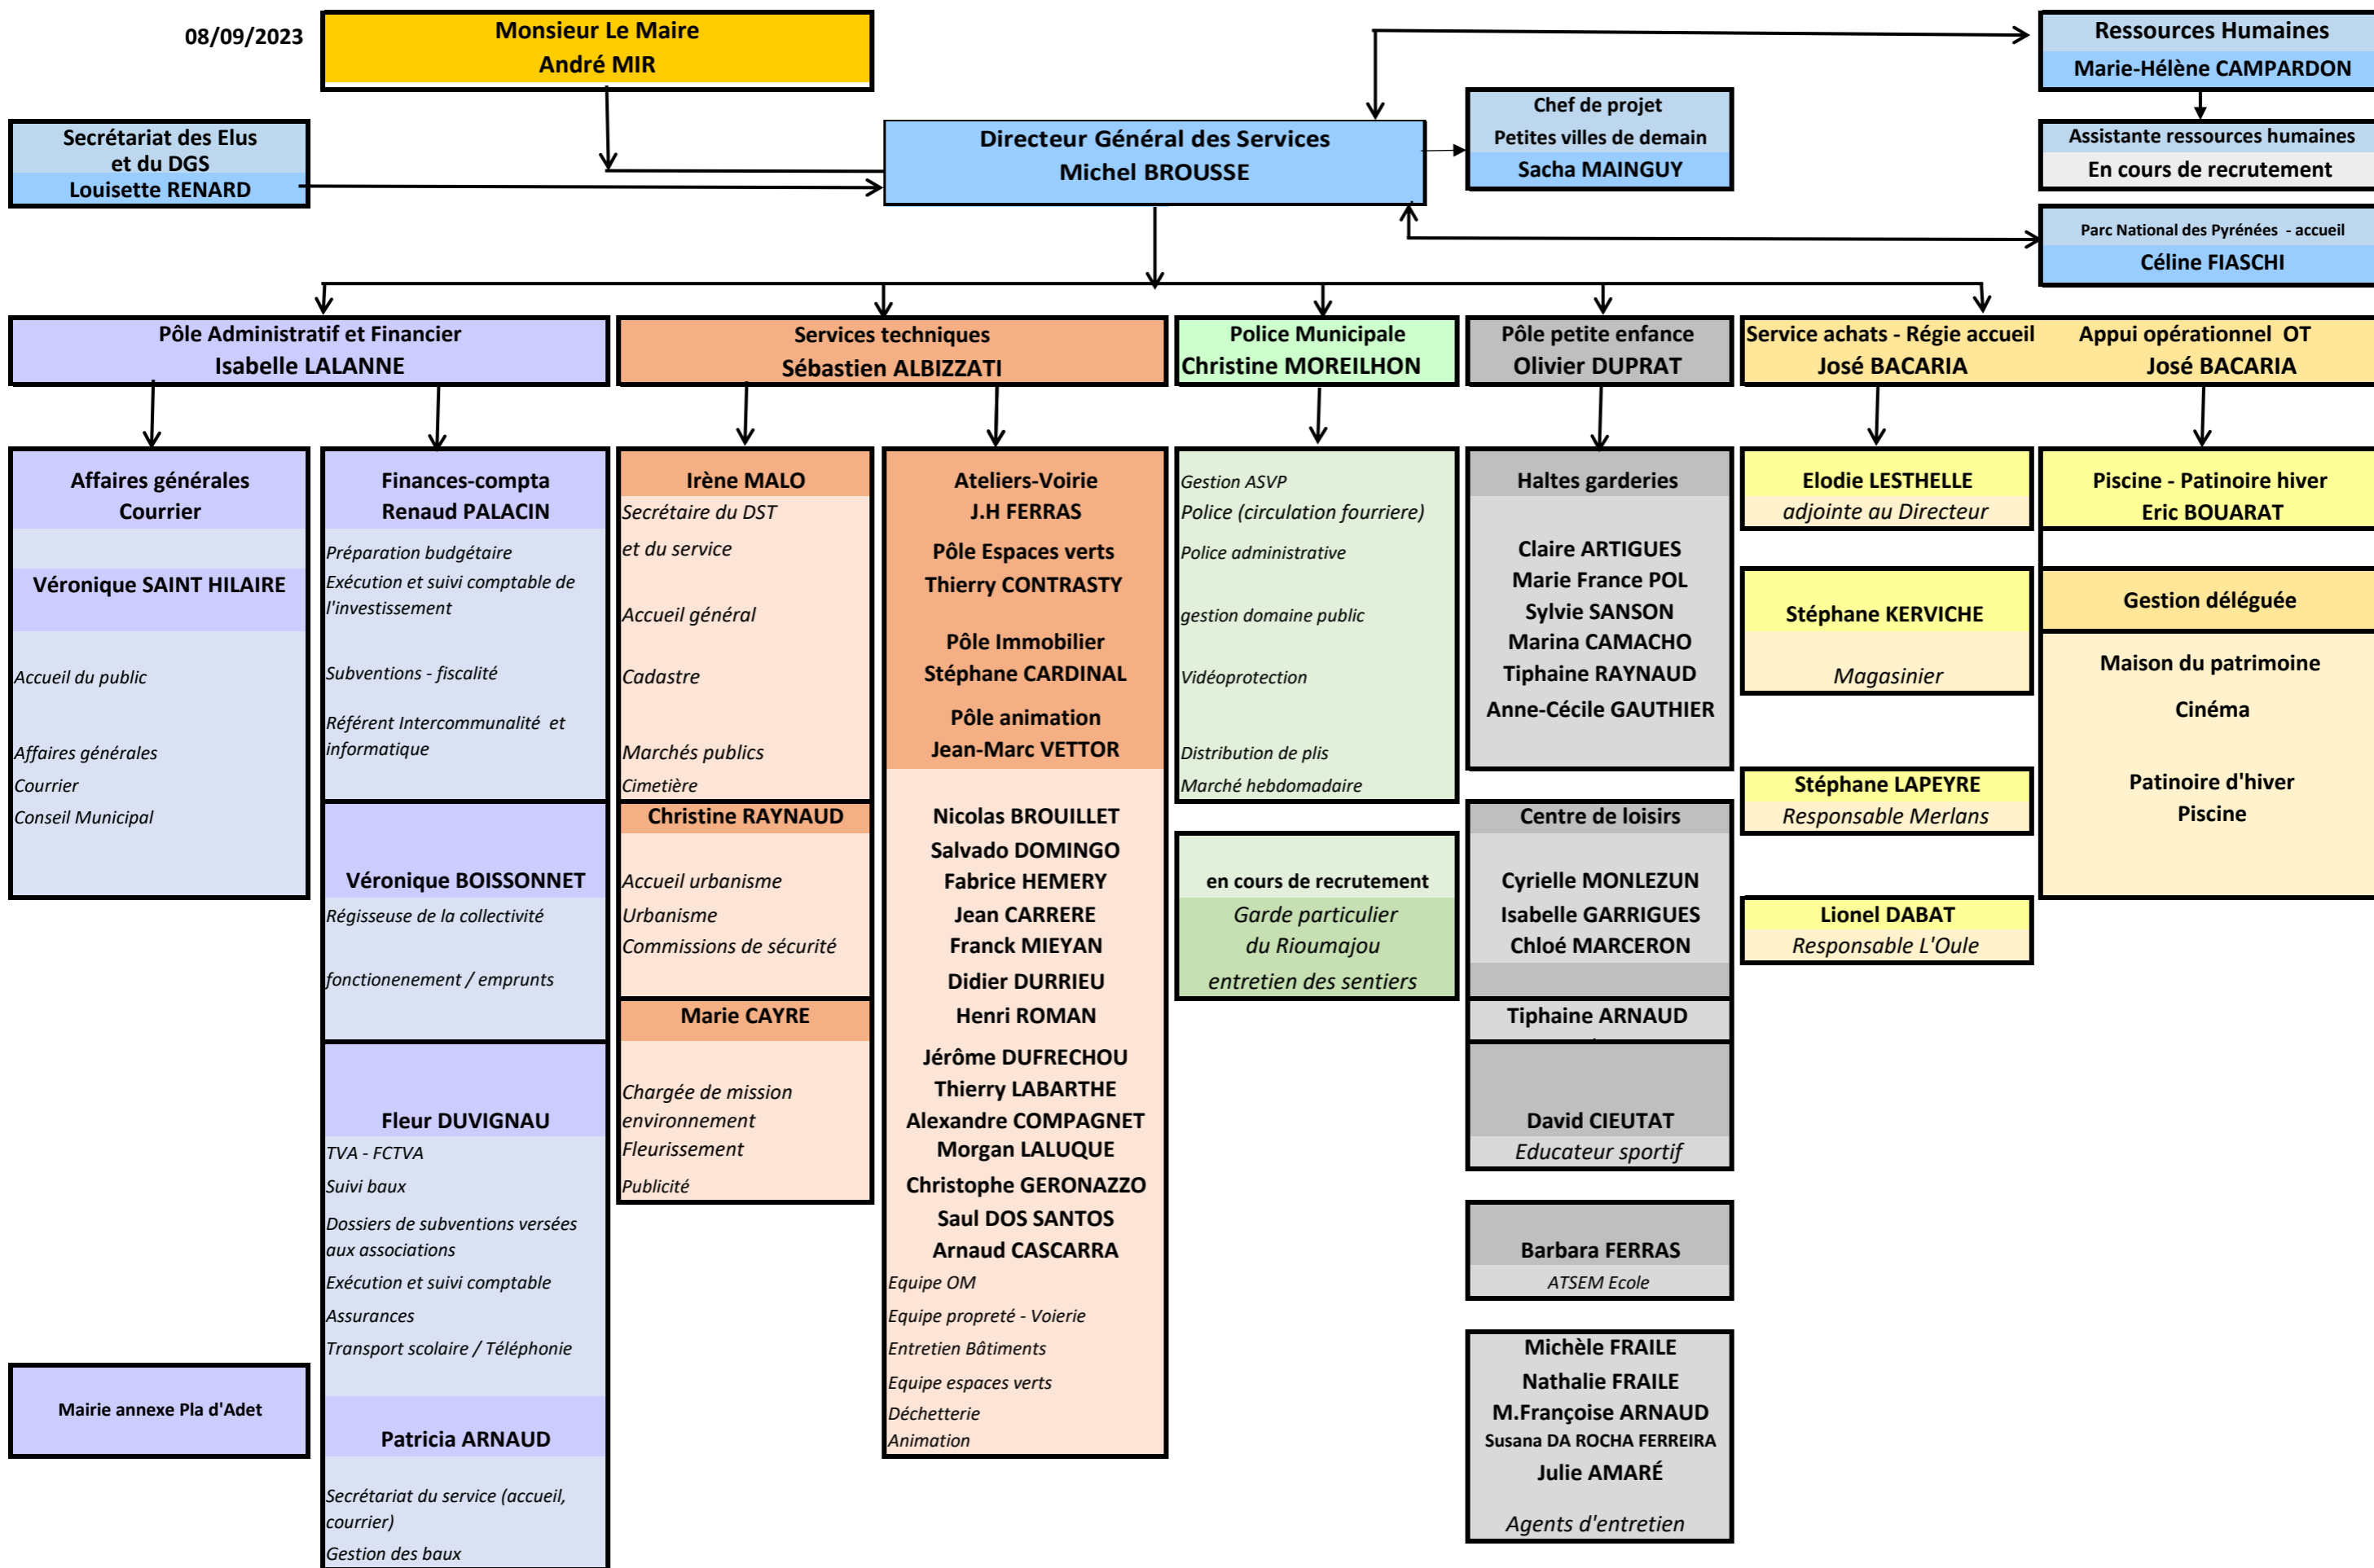 08/09/2023
Monsieur Le Maire
André MIR
Ressources Humaines
Marie-Hélène CAMPARDON
Assistante ressources humaines
En cours de recrutement
Chef de projet
Petites villes de demain
Sacha MAINGUY
Secrétariat des Elus
et du DGS
Louisette RENARD
Directeur Général des Services
Michel BROUSSE
Parc National des Pyrénées - accueil
Céline FIASCHI
Pôle Administratif et Financier
Isabelle LALANNE
Services techniques
Sébastien ALBIZZATI
Police Municipale
Christine MOREILHON
Pôle petite enfance
Olivier DUPRAT
Service achats - Régie accueil
José BACARIA
Appui opérationnel OT
José BACARIA
Affaires générales
Courrier
Véronique SAINT HILAIRE
Accueil du public
Affaires générales
Courrier
Conseil Municipal
Mairie annexe Pla d'Adet
Finances-compta
Renaud PALACIN
Préparation budgétaire
Exécution et suivi comptable de
l'investissement
Subventions - fiscalité
Référent Intercommunalité et
informatique
Véronique BOISSONNET
Régisseuse de la collectivité
fonctionenement / emprunts
Fleur DUVIGNAU
TVA - FCTVA
Suivi baux
Dossiers de subventions versées
aux associations
Exécution et suivi comptable
Assurances
Transport scolaire / Téléphonie
Patricia ARNAUD
Secrétariat du service (accueil,
courrier)
Gestion des baux
Irène MALO
Secrétaire du DST
et du service
Accueil général
Cadastre
Marchés publics
Cimetière
Christine RAYNAUD
Accueil urbanisme
Urbanisme
Commissions de sécurité
Marie CAYRE
Chargée de mission
environnement
Fleurissement
Publicité
Ateliers-Voirie
J.H FERRAS
Pôle Espaces verts
Thierry CONTRASTY
Pôle Immobilier
Stéphane CARDINAL
Pôle animation
Jean-Marc VETTOR
Nicolas BROUILLET
Salvado DOMINGO
Fabrice HEMERY
Jean CARRERE
Franck MIEYAN
Didier DURRIEU
Henri ROMAN
Jérôme DUFRECHOU
Thierry LABARTHE
Alexandre COMPAGNET
Morgan LALUQUE
Christophe GERONAZZO
Saul DOS SANTOS
Arnaud CASCARRA
Equipe OM
Equipe propreté - Voierie
Entretien Bâtiments
Equipe espaces verts
Déchetterie
Animation
Gestion ASVP
Police (circulation fourriere)
Police administrative
gestion domaine public
Vidéoprotection
Distribution de plis
Marché hebdomadaire
en cours de recrutement
Garde particulier
du Rioumajou
entretien des sentiers
Haltes garderies
Claire ARTIGUES
Marie France POL
Sylvie SANSON
Marina CAMACHO
Tiphaine RAYNAUD
Anne-Cécile GAUTHIER
Centre de loisirs
Cyrielle MONLEZUN
Isabelle GARRIGUES
Chloé MARCERON
Tiphaine ARNAUD
David CIEUTAT
Educateur sportif
Barbara FERRAS
ATSEM Ecole
Michèle FRAILE
Nathalie FRAILE
M.Françoise ARNAUD
Susana DA ROCHA FERREIRA
Julie AMARÉ
Agents d'entretien
Elodie LESTHELLE
adjointe au Directeur
Stéphane KERVICHE
Magasinier
Stéphane LAPEYRE
Responsable Merlans
Lionel DABAT
Responsable L'Oule
Piscine - Patinoire hiver
Eric BOUARAT
Gestion déléguée
Maison du patrimoine
Cinéma
Patinoire d'hiver
Piscine